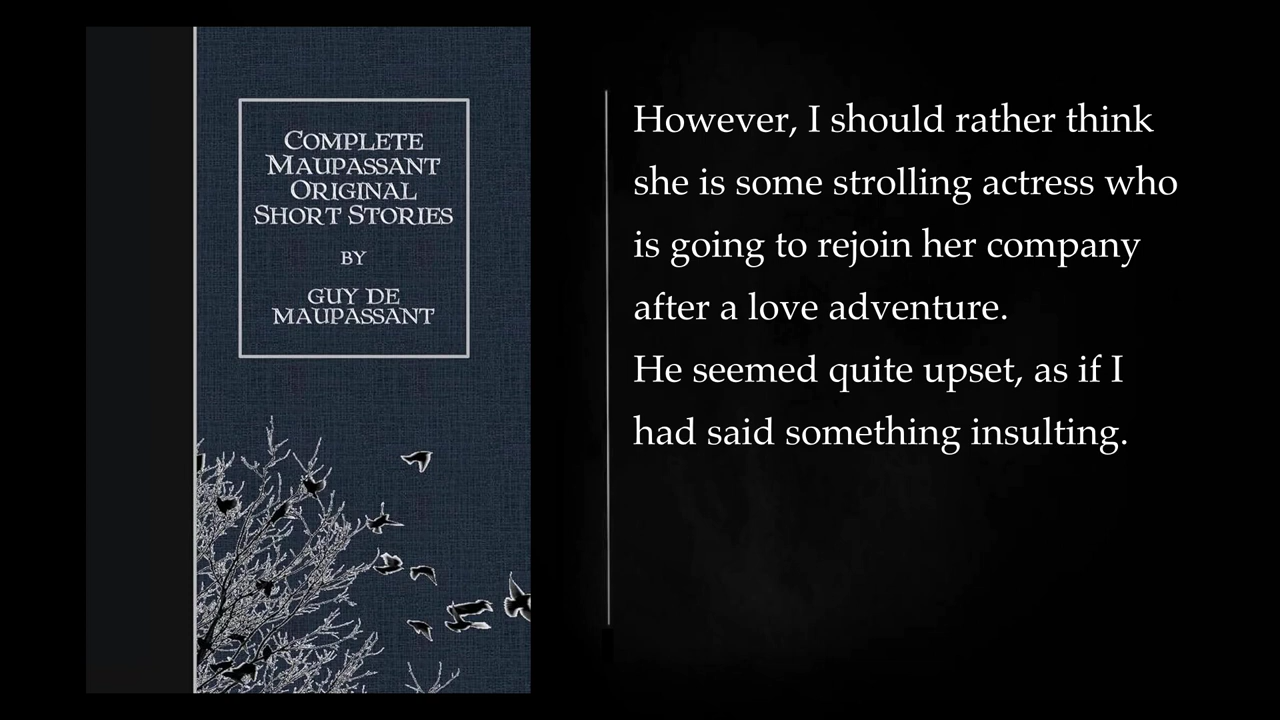 COMPLETE
MAUPASSANT
ORIGINAL
SHORT STORIES
BY
GUY DE
MAUPASSANT
However, I should rather think
she is some strolling actress who
is going to rejoin her company
after a love adventure.
He seemed quite upset, as if I
had said something insulting.